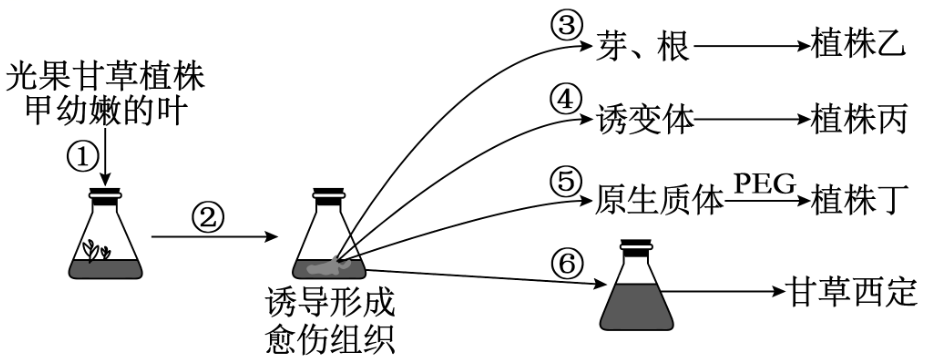 ③
芽、根
植株乙
光果甘草植株
甲幼嫩的叶
④
诱变体
植株丙
①
⑤
原生质体
PEG
植株丁
②
⑥
甘草西定
诱导形成
愈伤组织